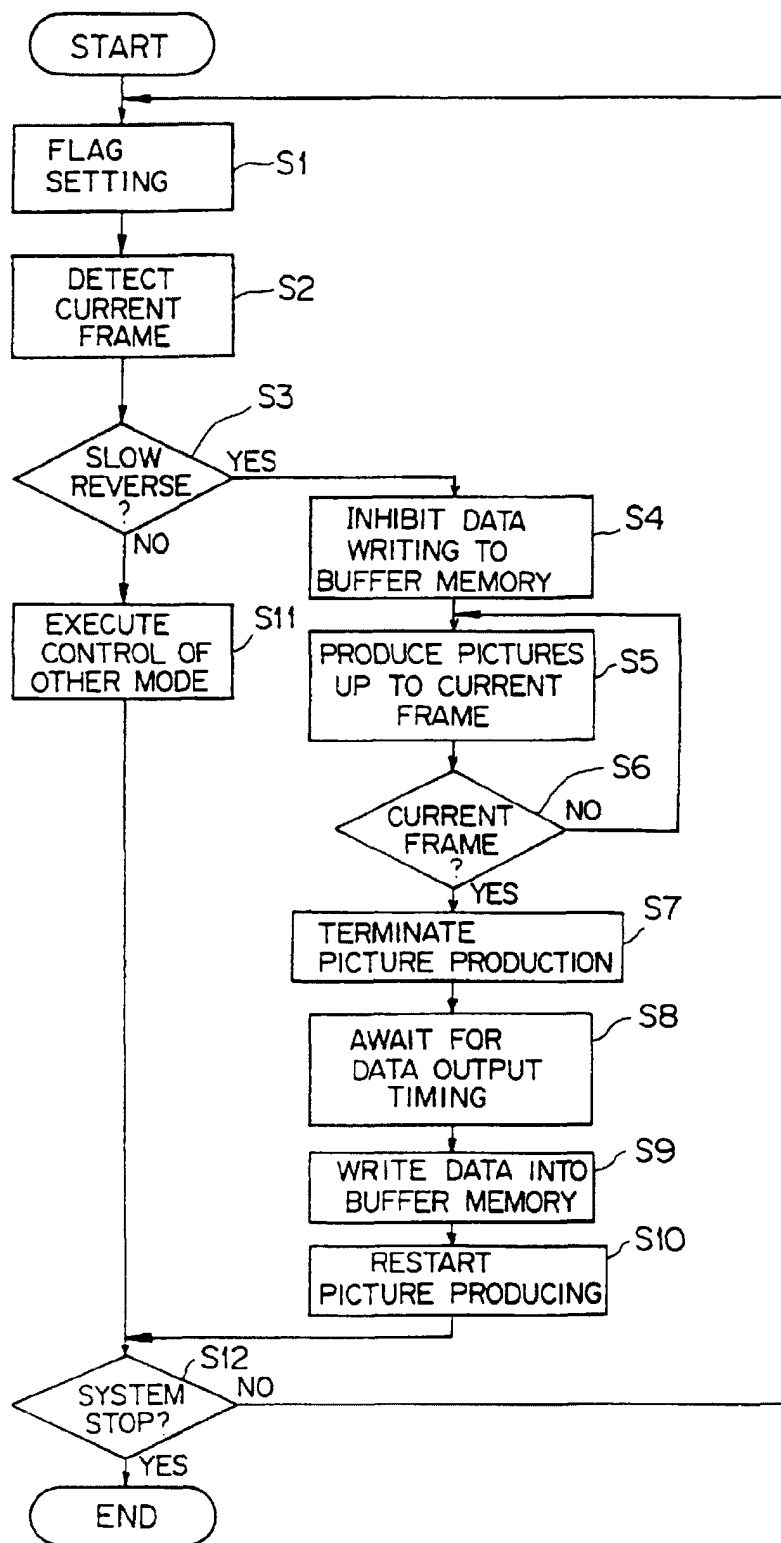 START
FLAG
SETTING
S1
DETECT
CURRENT
FRAME
S2
SLOW
REVERSE
?
S3
YES
NO
INHIBIT DATA
WRITING TO
BUFFER MEMORY
S4
EXECUTE
CONTROL OF
OTHER MODE
S11
PRODUCE PICTURES
UP TO CURRENT
FRAME
S5
CURRENT
FRAME
?
S6
NO
YES
TERMINATE
PICTURE PRODUCTION
S7
AWAIT FOR
DATA OUTPUT
TIMING
S8
WRITE DATA INTO
BUFFER MEMORY
S9
RESTART
PICTURE PRODUCING
S10
SYSTEM
STOP?
S12
NO
YES
END